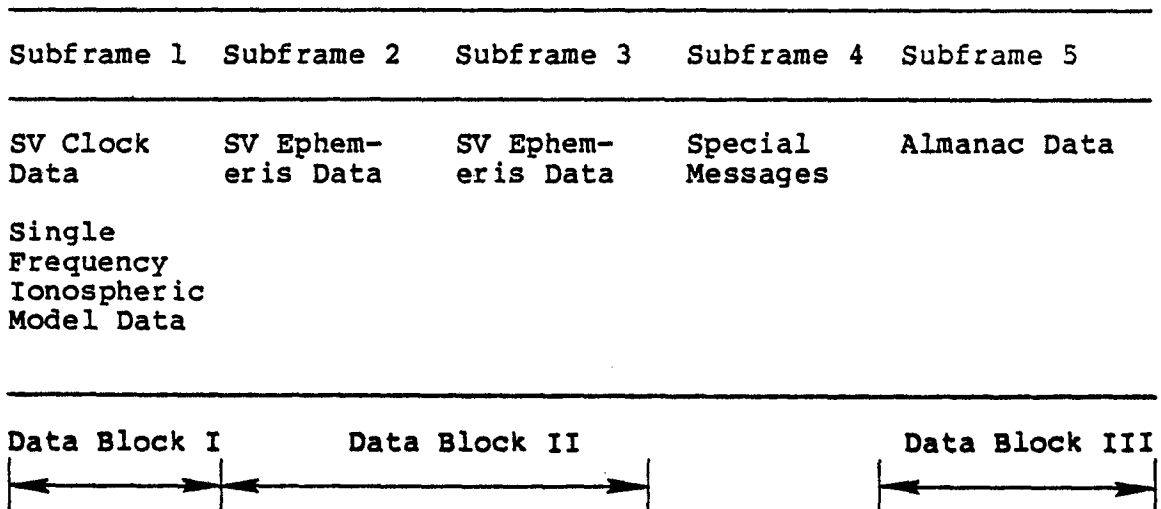 Subframe 1 Subframe 2 Subframe 3 Subframe 4 Subframe 5
SV Clock Data
SV Ephem-
eris Data
SV Ephem-
eris Data
Special
Messages
Almanac Data
Single
Frequency
Ionospheric
Model Data
Data Block I Data Block II Data Block III